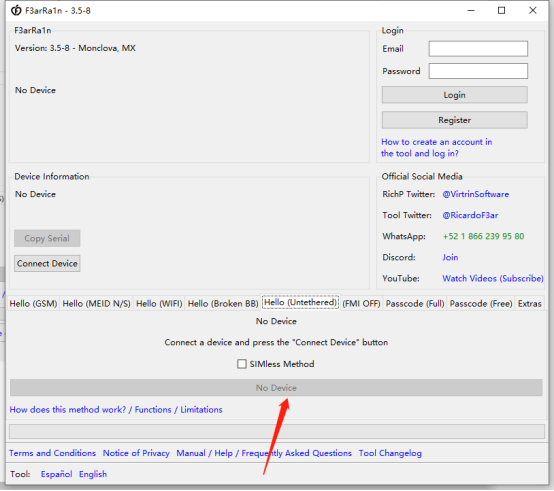 F3arRa1n - 3.5-8
F3arRa1n
Version: 3.5-8 - Monclova, MX
No Device
Login
Email
Password
Login
Register
How to create an account in
the tool and log in?
Device Information
No Device
Copy Serial
Connect Device
Official Social Media
RichP Twitter: @VirtrinSoftware
Tool Twitter: @RicardoF3ar
WhatsApp: +52 1 866 239 95 80
Discord: Join
YouTube: Watch Videos (Subscribe)
Hello (GSM) Hello (MEID N/S) Hello (WIFI) Hello (Broken BB) Hello (Untethered) (FMI OFF) Passcode (Full) Passcode (Free) Extras
No Device
Connect a device and press the "Connect Device" button
SIMless Method
No Device
How does this method work? / Functions / Limitations
Terms and Conditions Notice of Privacy Manual / Help / Frequently Asked Questions Tool Changelog
Tool: Español English